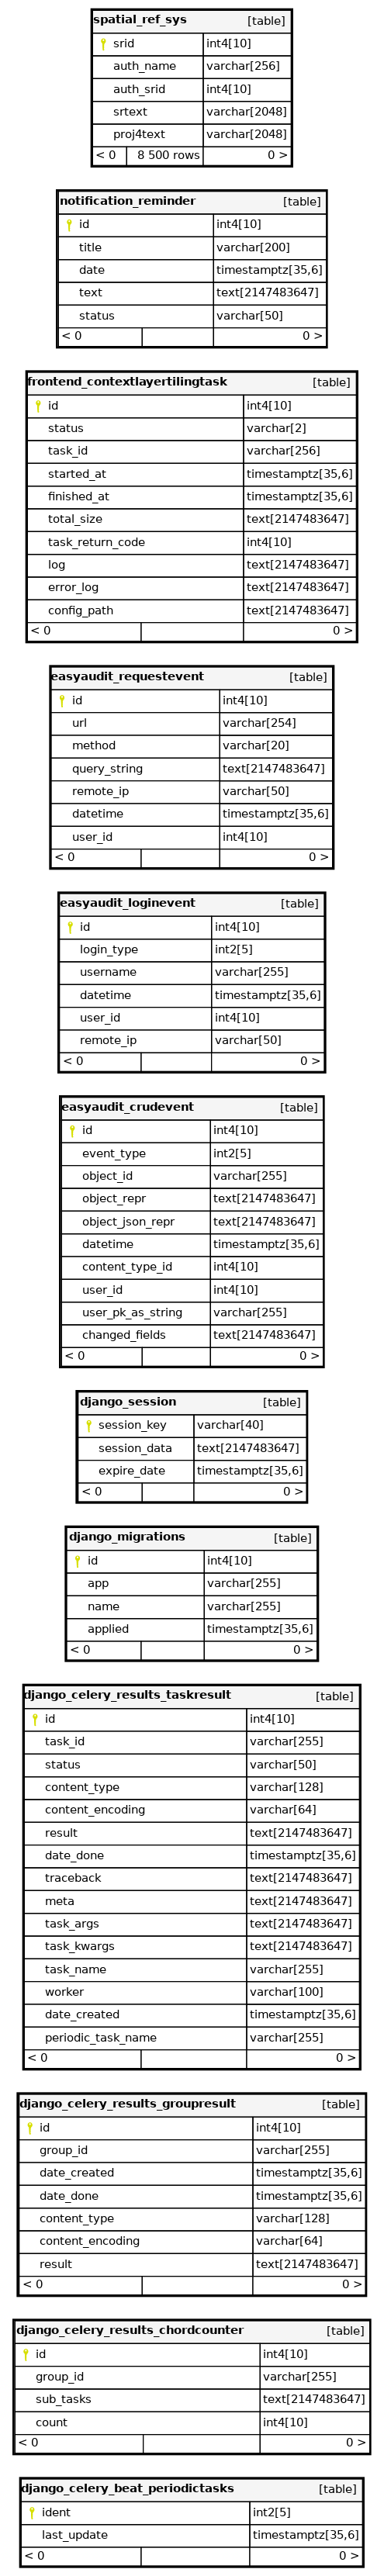 spatial_ref_sys [table]
srid int4[10]
auth_name varchar[256]
auth_srid int4[10]
srtext varchar[2048]
proj4text varchar[2048]
< 0 8 500 rows 0 >
notification_reminder [table]
id int4[10]
title varchar[200]
date timestamptz[35,6]
text text[2147483647]
status varchar[50]
< 0 0 >
frontend_contextlayertilingtask [table]
id int4[10]
status varchar[2]
task_id varchar[256]
started_at timestamptz[35,6]
finished_at timestamptz[35,6]
total_size text[2147483647]
task_return_code int4[10]
log text[2147483647]
error_log text[2147483647]
config_path text[2147483647]
< 0 0 >
easyaudit_requestevent [table]
id int4[10]
url varchar[254]
method varchar[20]
query_string text[2147483647]
remote_ip varchar[50]
datetime timestamptz[35,6]
user_id int4[10]
< 0 0 >
easyaudit_loginevent [table]
id int4[10]
login_type int2[5]
username varchar[255]
datetime timestamptz[35,6]
user_id int4[10]
remote_ip varchar[50]
< 0 0 >
easyaudit_crudevent [table]
id int4[10]
event_type int2[5]
object_id varchar[255]
object_repr text[2147483647]
object_json_repr text[2147483647]
datetime timestamptz[35,6]
content_type_id int4[10]
user_id int4[10]
user_pk_as_string varchar[255]
changed_fields text[2147483647]
< 0 0 >
django_session [table]
session_key varchar[40]
session_data text[2147483647]
expire_date timestamptz[35,6]
< 0 0 >
django_migrations [table]
id int4[10]
app varchar[255]
name varchar[255]
applied timestamptz[35,6]
< 0 0 >
django_celery_results_taskresult [table]
id int4[10]
task_id varchar[255]
status varchar[50]
content_type varchar[128]
content_encoding varchar[64]
result text[2147483647]
date_done timestamptz[35,6]
traceback text[2147483647]
meta text[2147483647]
task_args text[2147483647]
task_kwargs text[2147483647]
task_name varchar[255]
worker varchar[100]
date_created timestamptz[35,6]
periodic_task_name varchar[255]
< 0 0 >
django_celery_results_groupresult [table]
id int4[10]
group_id varchar[255]
date_created timestamptz[35,6]
date_done timestamptz[35,6]
content_type varchar[128]
content_encoding varchar[64]
result text[2147483647]
< 0 0 >
django_celery_results_chordcounter [table]
id int4[10]
group_id varchar[255]
sub_tasks text[2147483647]
count int4[10]
< 0 0 >
django_celery_beat_periodictasks [table]
ident int2[5]
last_update timestamptz[35,6]
< 0 0 >